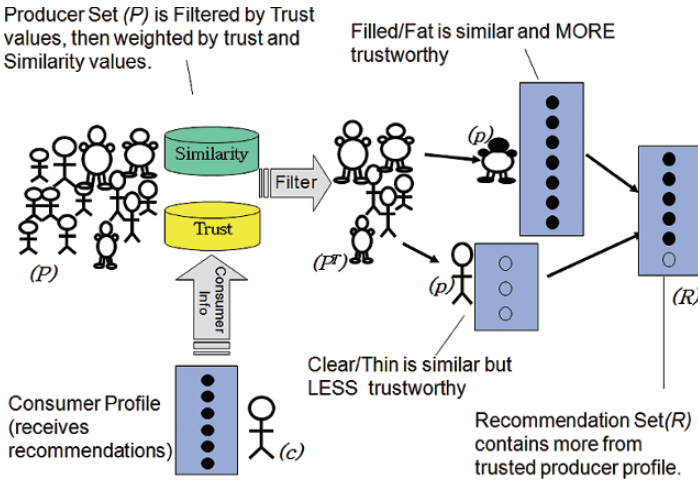 Producer Set (P) is Filtered by Trust
values, then weighted by trust and
Similarity values.
Filled/Fat is similar and MORE
trustworthy
Similarity
Trust
Filter
(P)
(Pᵀ)
(p)
(p)
(R)
Consumer
Info
Clear/Thin is similar but
LESS trustworthy
Consumer Profile
(receives
recommendations)
(c)
Recommendation Set(R)
contains more from
trusted producer profile.